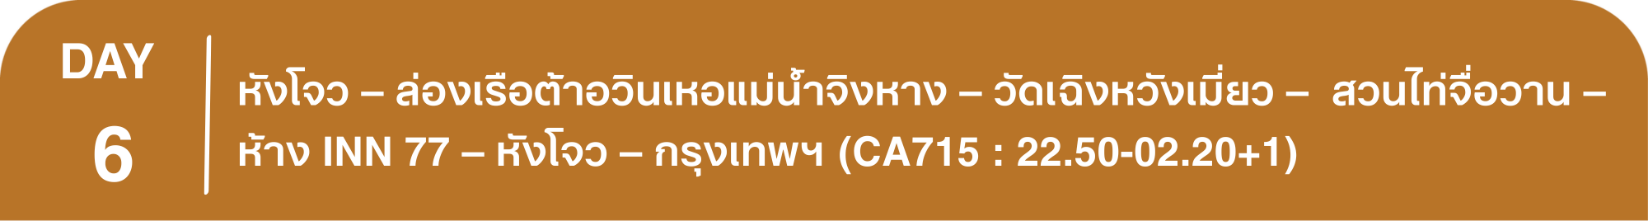 DAY
6
หังโจว – ล่องเรือต้าอวินเหอแม่น้ำจิงหาง – วัดเฉิงหวังเมี่ยว – สวนไท่จื่อวาน –
ห้าง INN 77 – หังโจว – กรุงเทพฯ (CA715 : 22.50-02.20+1)